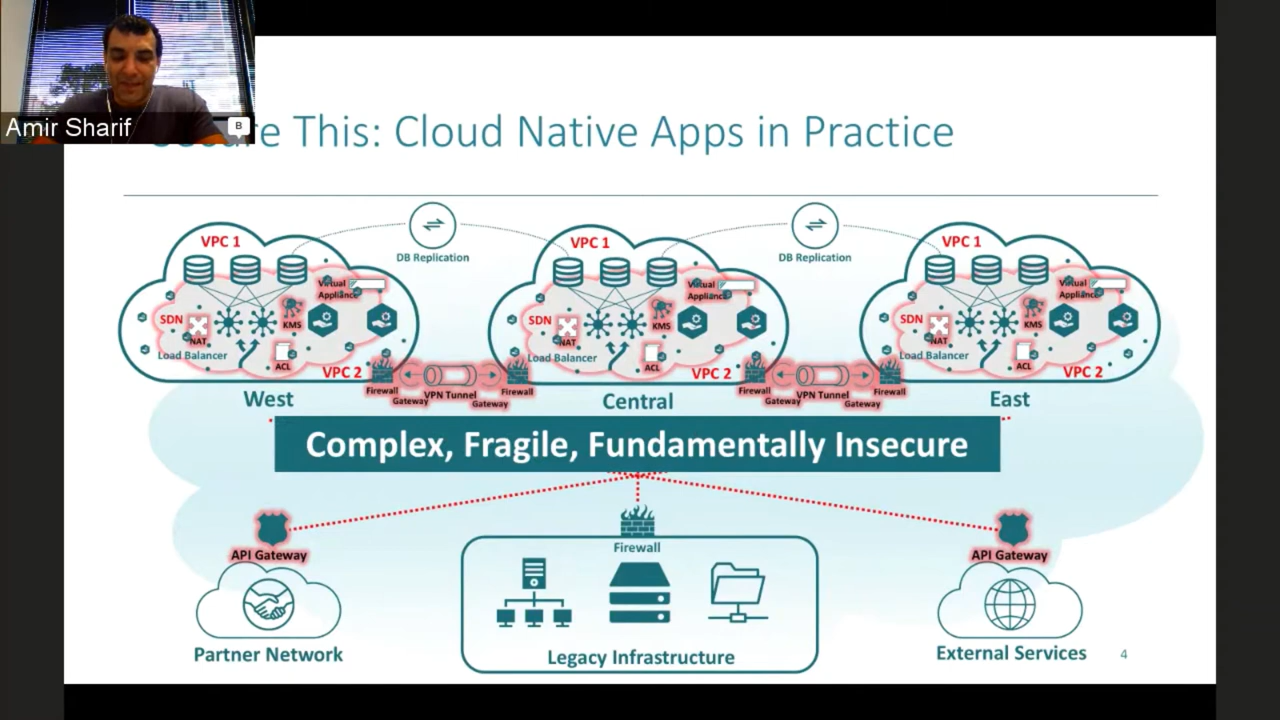 Amir Sharif
B
This: Cloud Native Apps in Practice
VPC 1
DB Replication
VPC 1
DB Replication
VPC 1
Virtual
Appliance
SDN
NAT
KMS
Load Balancer
ACL
VPC 2
Virtual
Appliance
SDN
NAT
KMS
Load Balancer
ACL
VPC 2
Virtual
Appliance
SDN
NAT
KMS
Load Balancer
ACL
VPC 2
Firewall
Gateway
VPN Tunnel
Gateway
Firewall
Firewall
Gateway
VPN Tunnel
Gateway
Firewall
West
Central
East
Complex, Fragile, Fundamentally Insecure
API Gateway
Firewall
API Gateway
Partner Network
Legacy Infrastructure
External Services
4